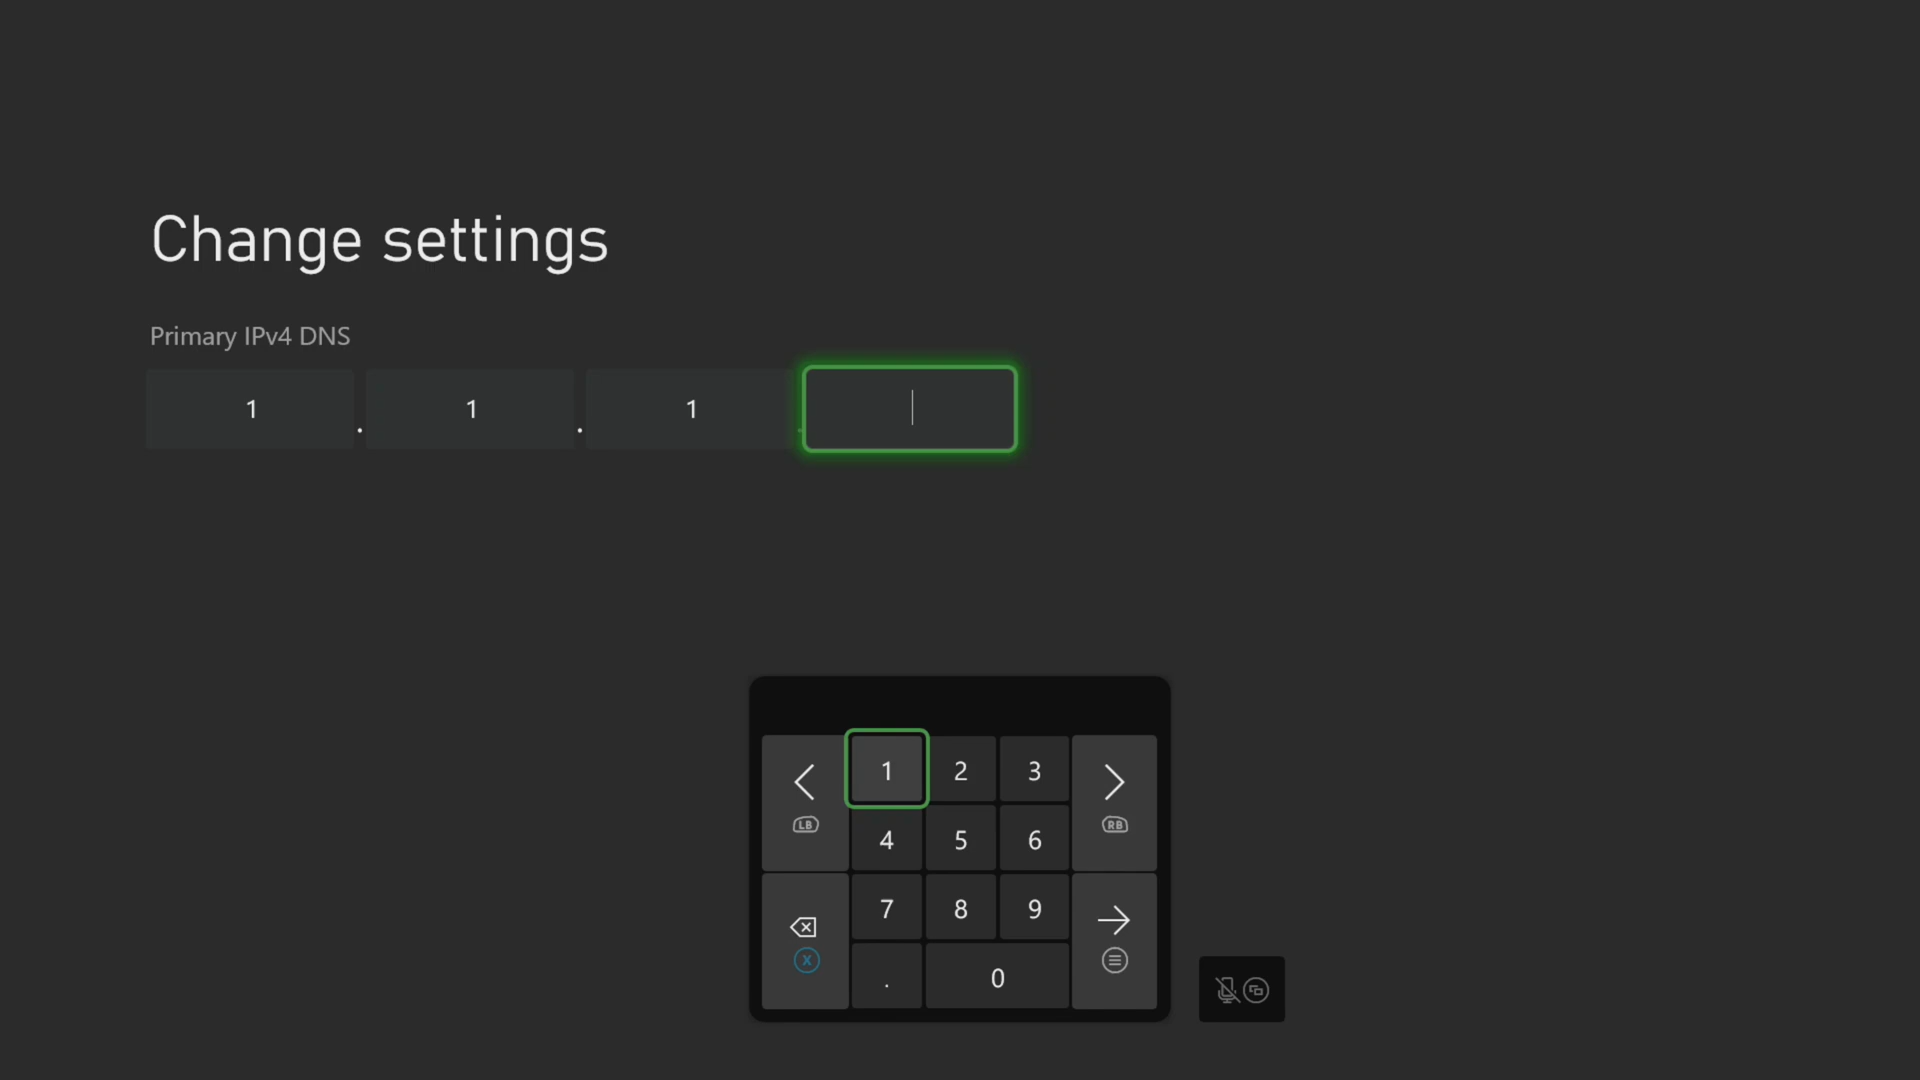 Change settings
Primary IPv4 DNS
1 . 1 . 1 .
1 2 3
LB RB
4 5 6
7 8 9
X
. 0